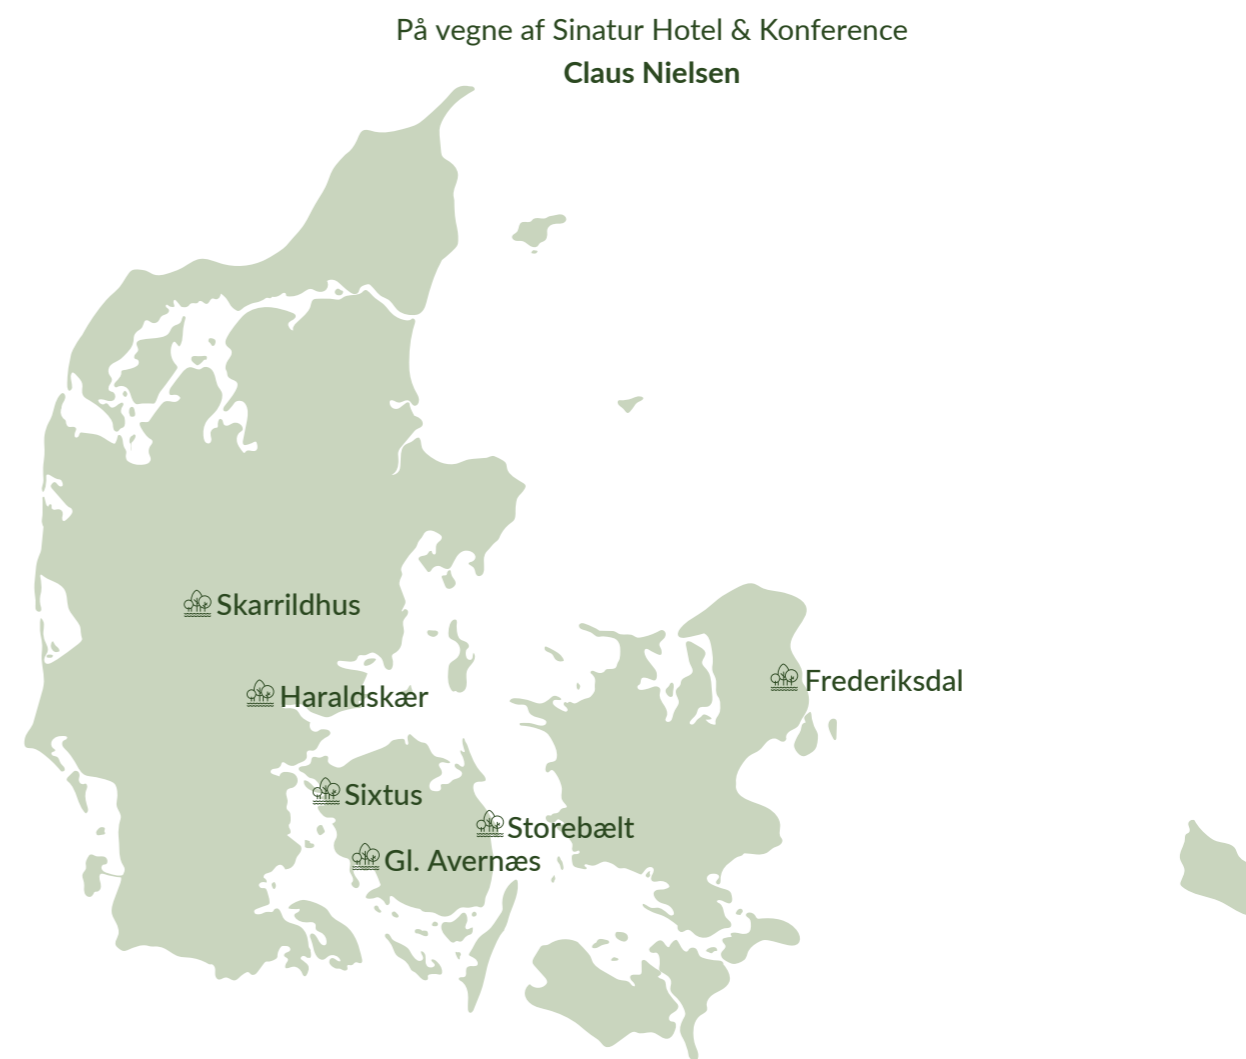 På vegne af Sinatur Hotel & Konference
Claus Nielsen
Skarrildhus
Frederiksdal
Haraldskær
Sixtus
Storebælt
Gl. Avernæs